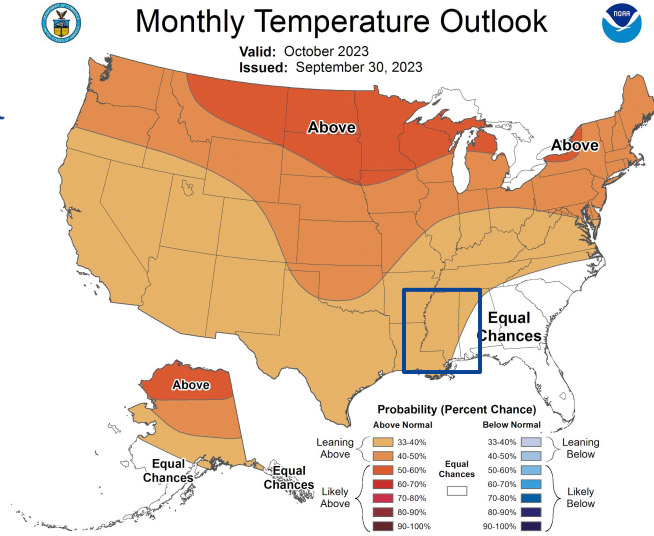 Monthly Temperature Outlook
NOAA
Valid: October 2023
Issued: September 30, 2023
Above
Above
Equal
Chances
Above
Equal
Chances
Equal
Chances
Probability (Percent Chance)
Above Normal
Below Normal
Leaning
Above
33-40%
40-50%
Likely
Above
50-60%
60-70%
70-80%
80-90%
90-100%
Equal
Chances
33-40%
40-50%
Leaning
Below
50-60%
60-70%
70-80%
80-90%
90-100%
Likely
Below